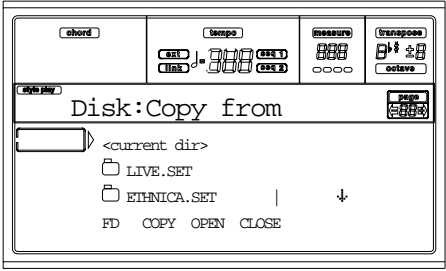 chord tempo measure transpose
ext seq 1
link seq 2
octave
style play page
Disk:Copy from
<current dir>
LIVE.SET
ETHNICA.SET
FD COPY OPEN CLOSE